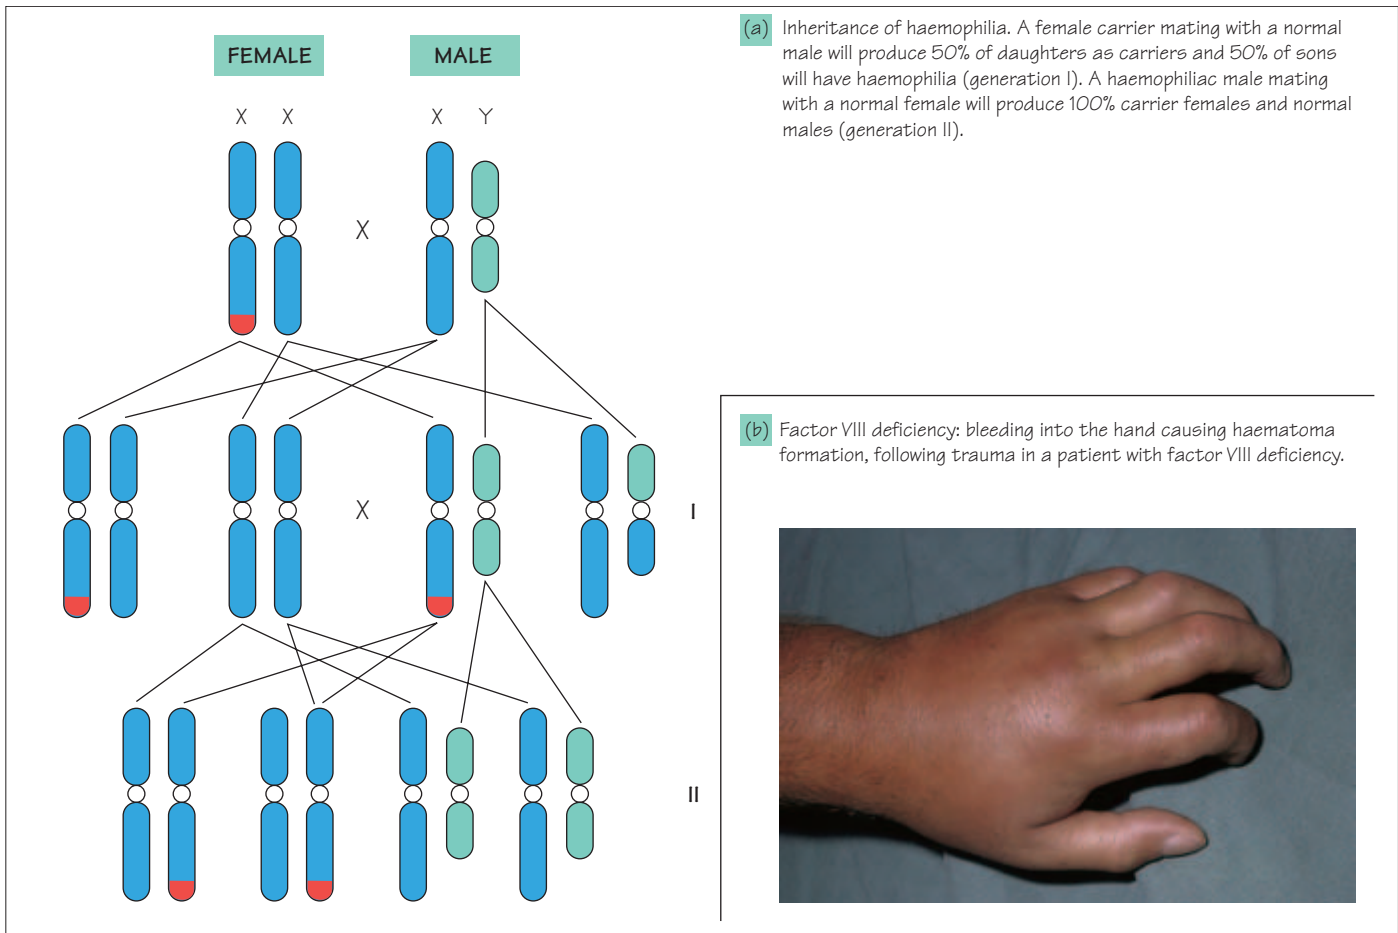 FEMALE MALE
X X X Y
X
X
I
II
(a) Inheritance of haemophilia. A female carrier mating with a normal
male will produce 50% of daughters as carriers and 50% of sons
will have haemophilia (generation I). A haemophiliac male mating
with a normal female will produce 100% carrier females and normal
males (generation II).
(b) Factor VIII deficiency: bleeding into the hand causing haematoma
formation, following trauma in a patient with factor VIII deficiency.